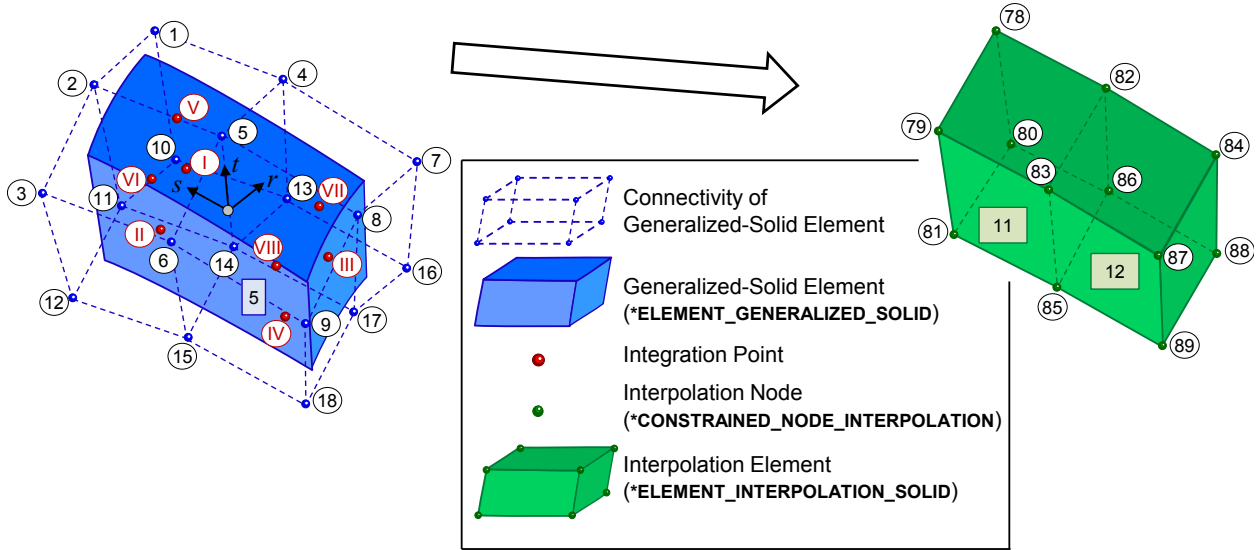 1
2
4
V
5
7
10
I
t
3
VI
s
r
11
13
VII
8
II
6
14
VIII
III
16
12
5
9
17
IV
15
18
78
82
79
80
83
84
86
81
11
87
88
12
85
89
Connectivity of
Generalized-Solid Element
Generalized-Solid Element
(*ELEMENT_GENERALIZED_SOLID)
Integration Point
Interpolation Node
(*CONSTRAINED_NODE_INTERPOLATION)
Interpolation Element
(*ELEMENT_INTERPOLATION_SOLID)